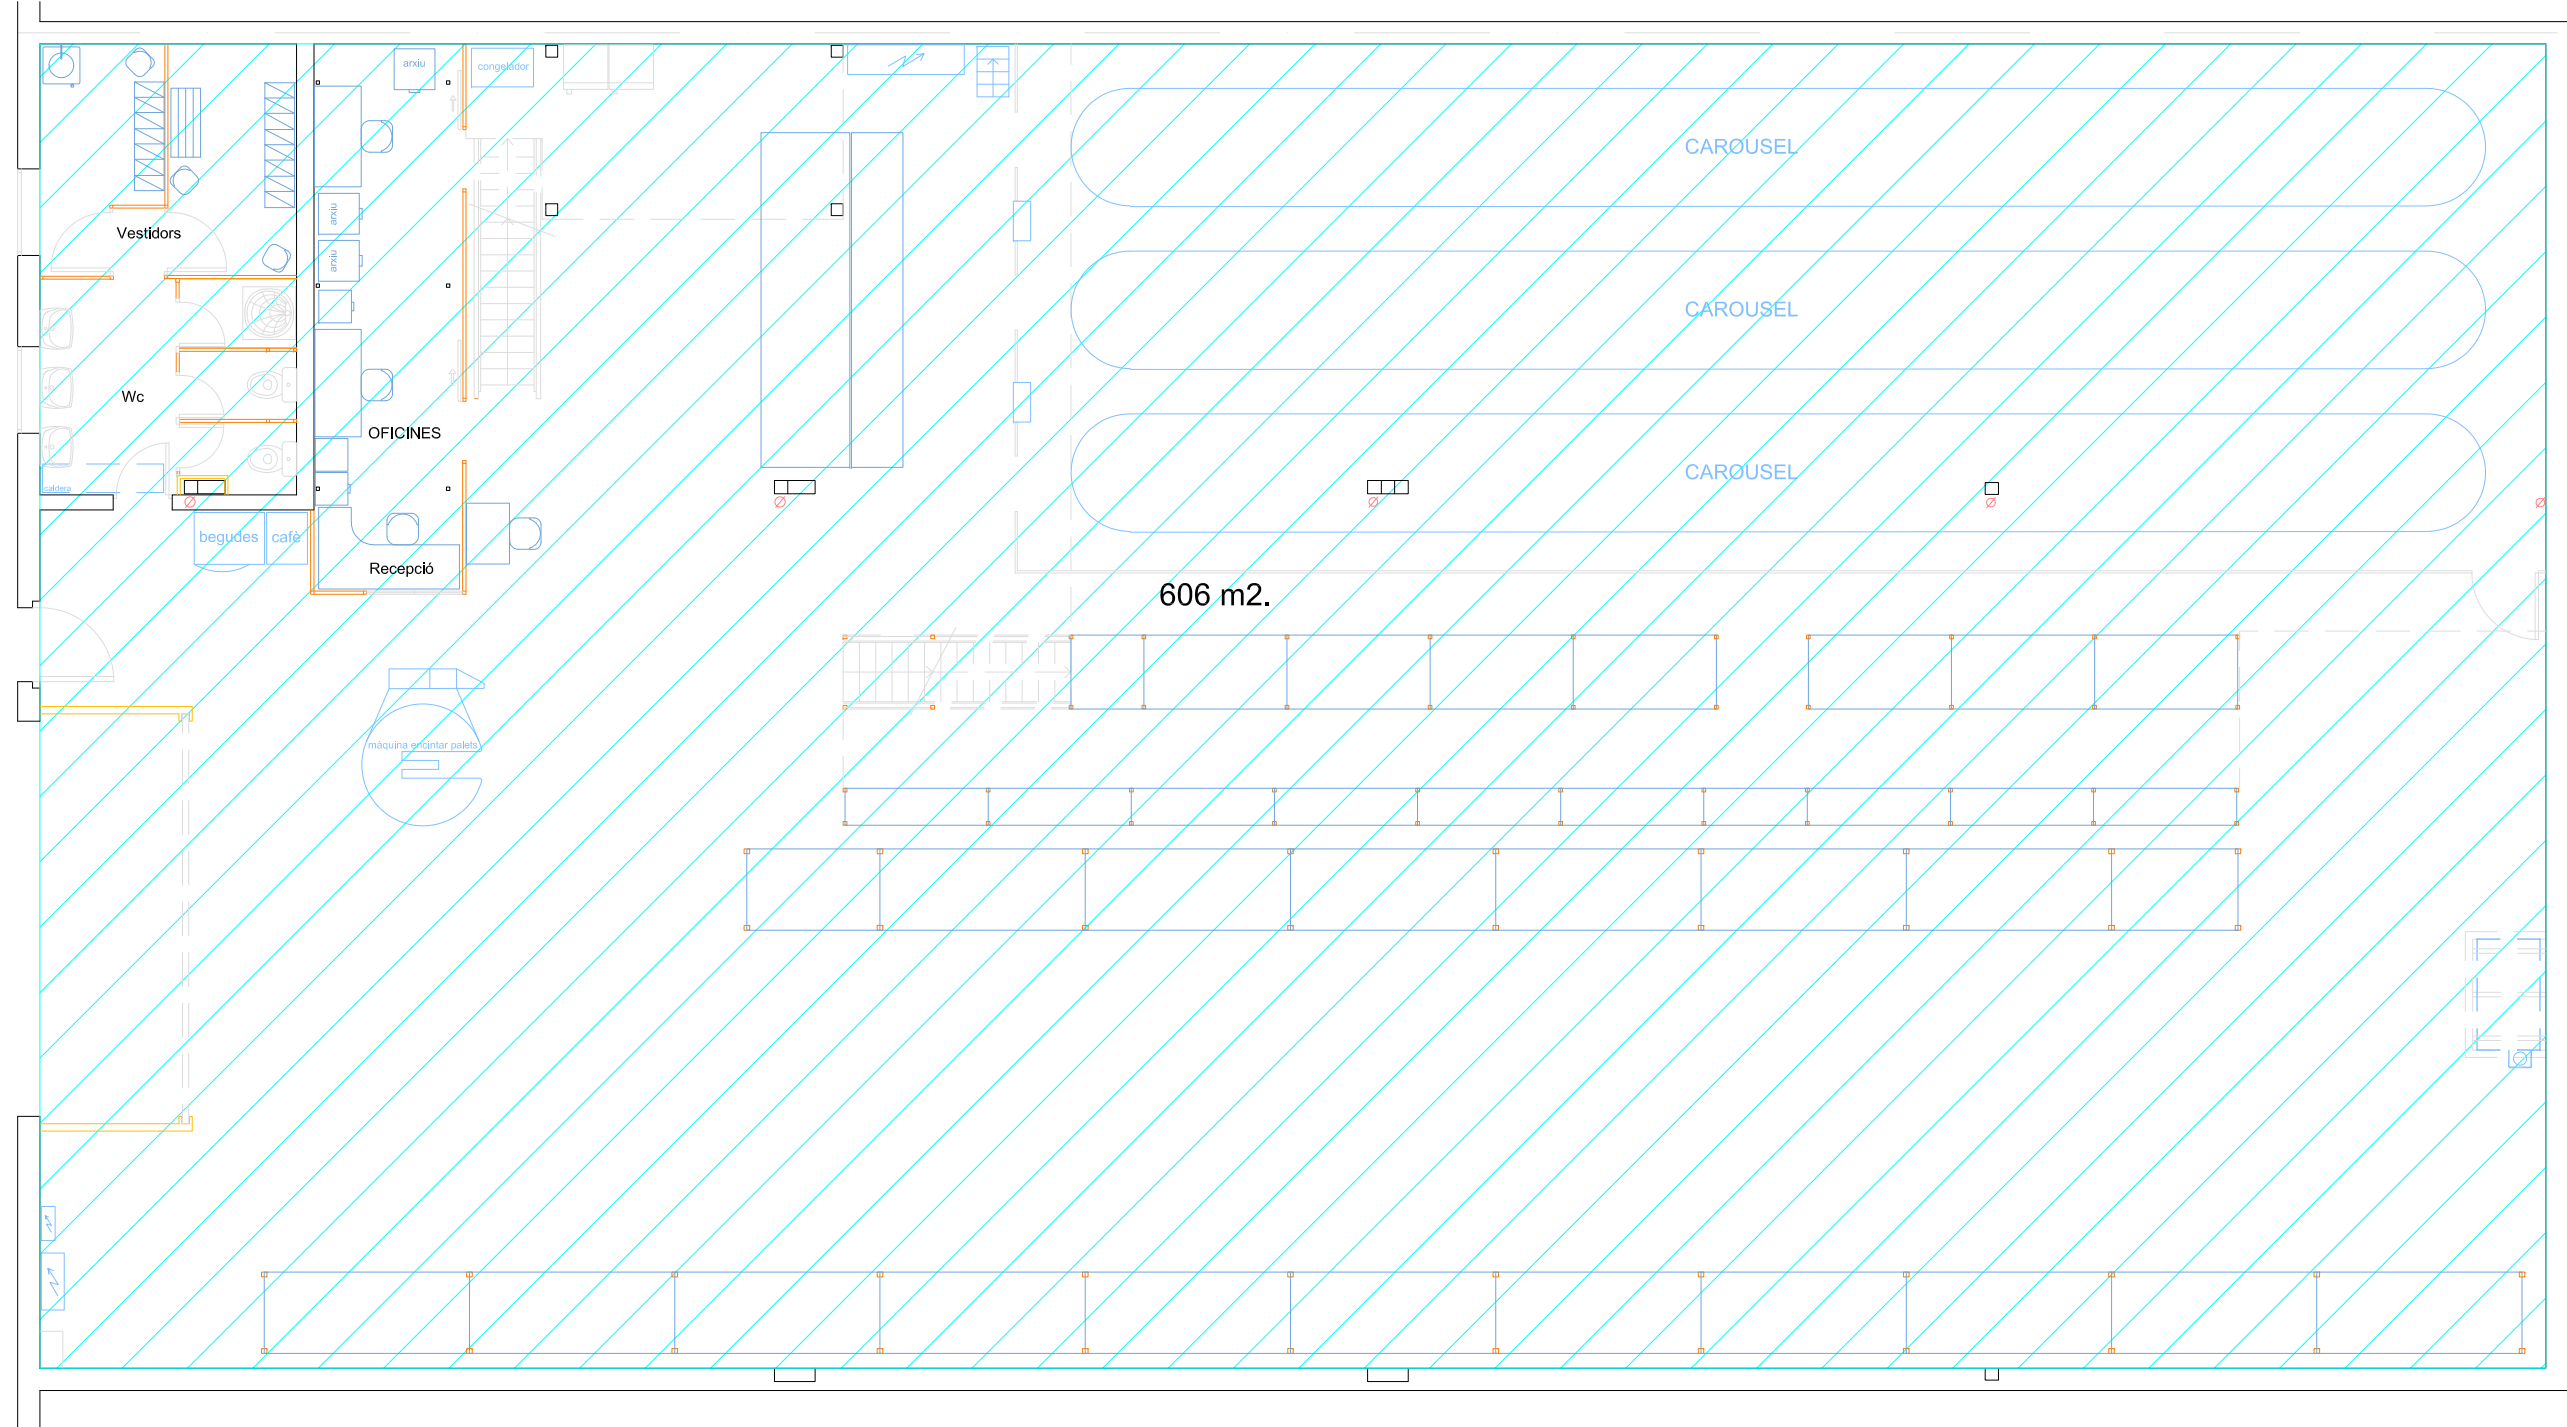 arxiu
congelador
CAROUSEL
arxiu
Vestidors
arxiu
CAROUSEL
Wc
OFICINES
CAROUSEL
caldera
begudes
cafè
Recepció
606 m2.
màquina encintar palets